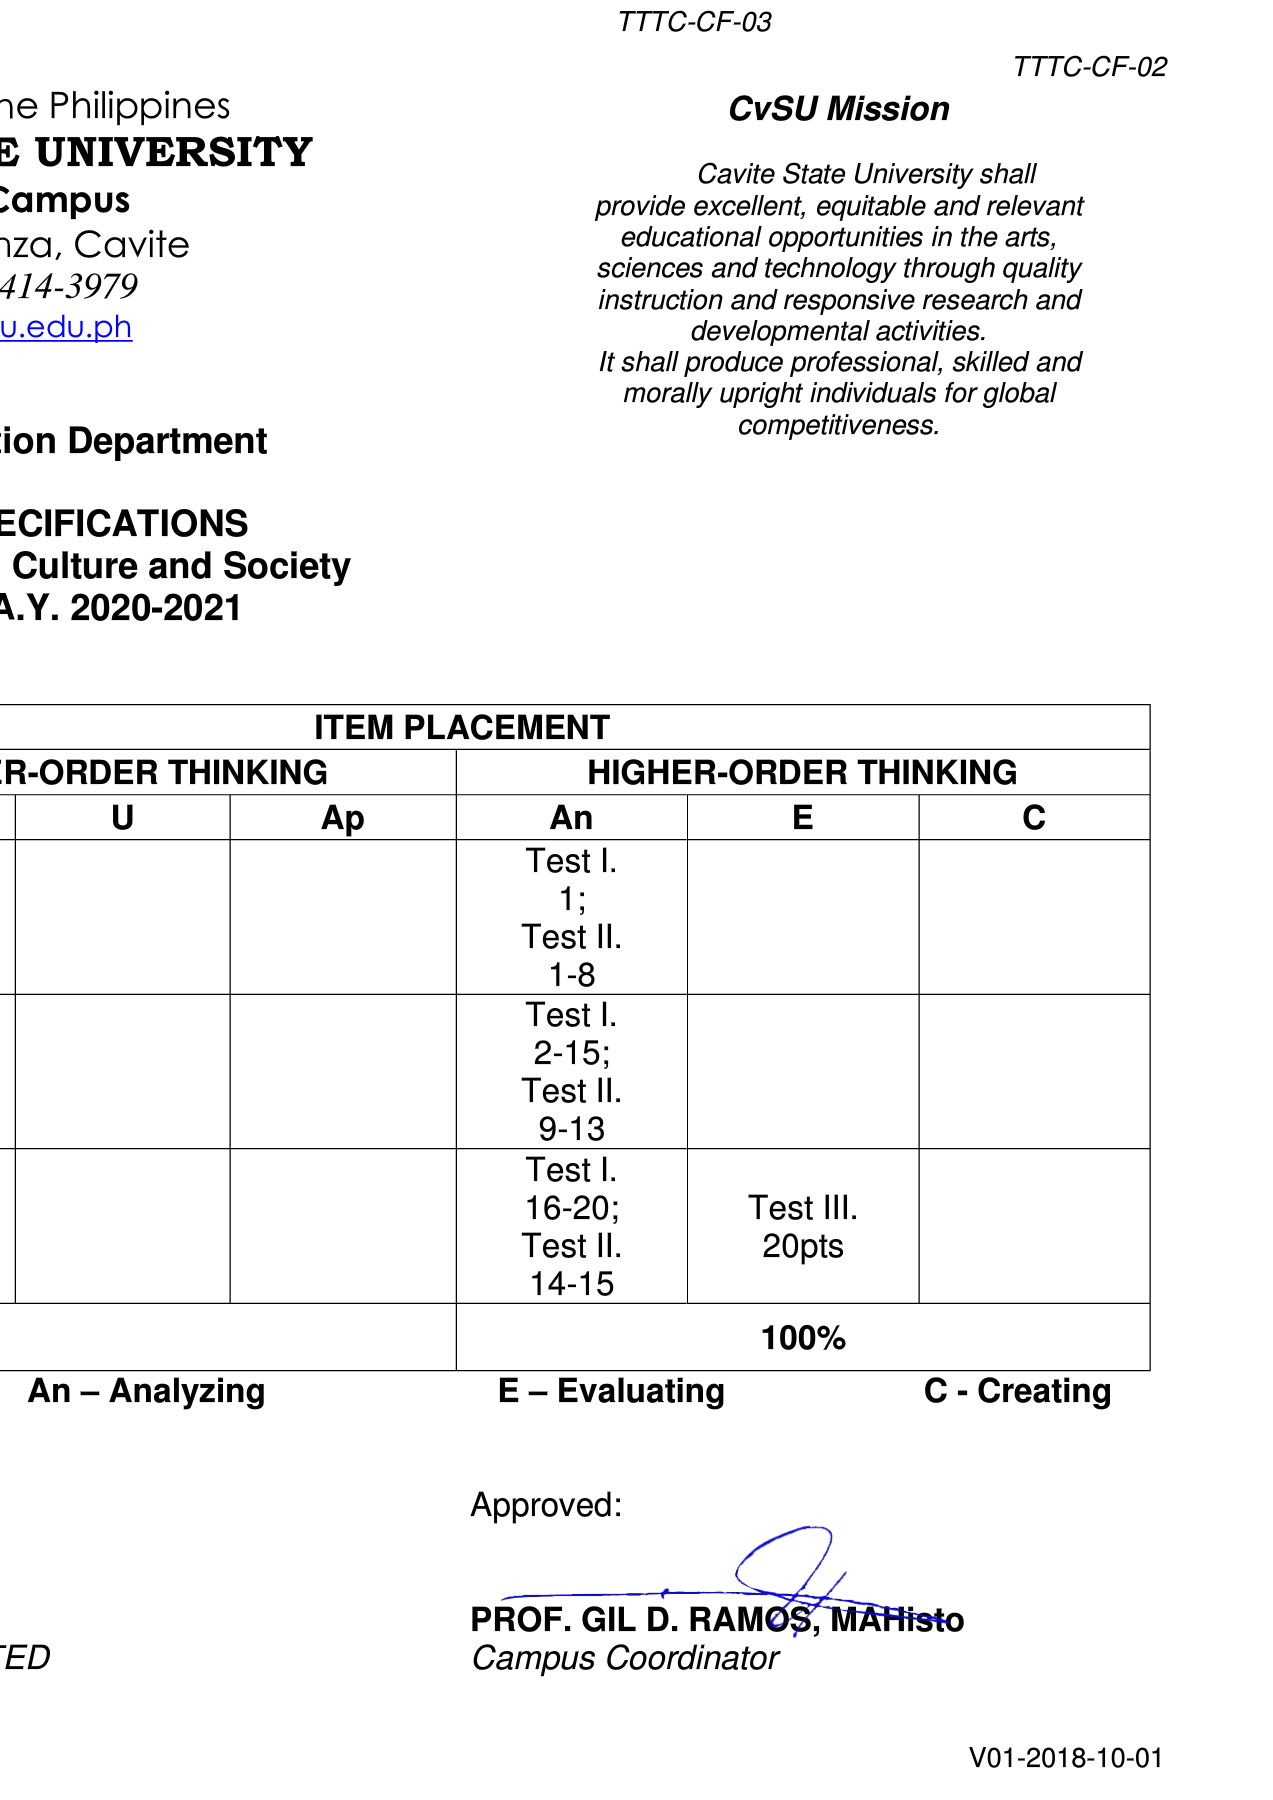 TTTC-CF-03
TTTC-CF-02
ne Philippines
E UNIVERSITY
Campus
nza, Cavite
414-3979
u.edu.ph
CvSU Mission
Cavite State University shall
provide excellent, equitable and relevant
educational opportunities in the arts,
sciences and technology through quality
instruction and responsive research and
developmental activities.
It shall produce professional, skilled and
morally upright individuals for global
competitiveness.
tion Department
ECIFICATIONS
Culture and Society
A.Y. 2020-2021
ITEM PLACEMENT
ER-ORDER THINKING HIGHER-ORDER THINKING
U Ap An E C
Test I.
1;
Test II.
1-8
Test I.
2-15;
Test II.
9-13
Test I.
16-20;
Test II.
14-15
Test III.
20pts
100%
An – Analyzing E – Evaluating C - Creating
Approved:
PROF. GIL D. RAMOS, MAHisto
TED Campus Coordinator
V01-2018-10-01